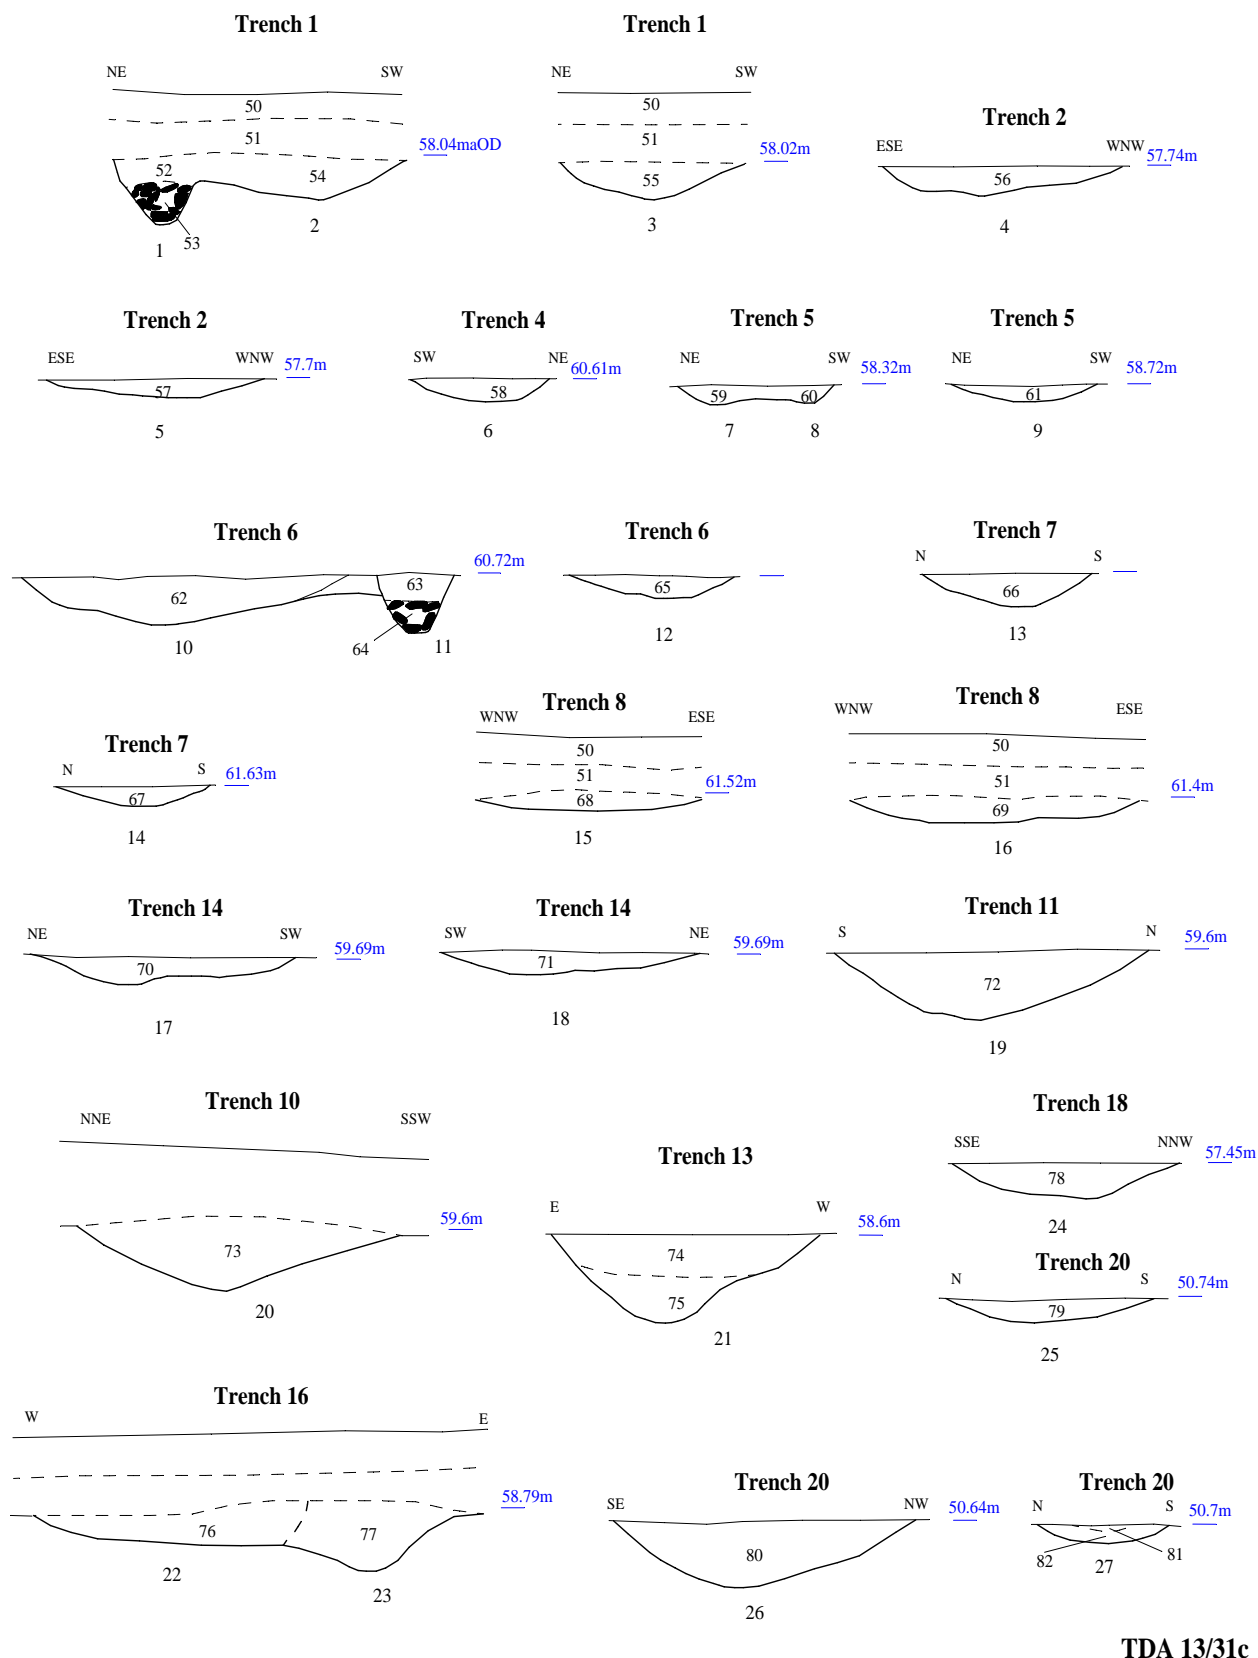 Trench 1
NE SW
50
51
58.04maOD
52
54
53
1
2
Trench 1
NE SW
50
51
58.02m
55
3
Trench 2
ESE WNW 57.74m
56
4
Trench 2
ESE WNW 57.7m
57
5
Trench 4
SW NE 60.61m
58
6
Trench 5
NE SW 58.32m
59 60
7 8
Trench 5
NE SW 58.72m
61
9
Trench 6
60.72m
62
63
64
10
11
Trench 6
65
12
Trench 7
N S
66
13
Trench 7
N S 61.63m
67
14
Trench 8
WNW ESE
50
51
61.52m
68
15
Trench 8
WNW ESE
50
51
61.4m
69
16
Trench 14
NE SW 59.69m
70
17
Trench 14
SW NE 59.69m
71
18
Trench 11
S N 59.6m
72
19
Trench 10
NNE SSW
59.6m
73
20
Trench 13
E W 58.6m
74
75
21
Trench 18
SSE NNW 57.45m
78
24
Trench 20
N S 50.74m
79
25
Trench 16
W E
58.79m
76 77
22
23
Trench 20
SE NW 50.64m
80
26
Trench 20
N S 50.7m
82 81
27
TDA 13/31c